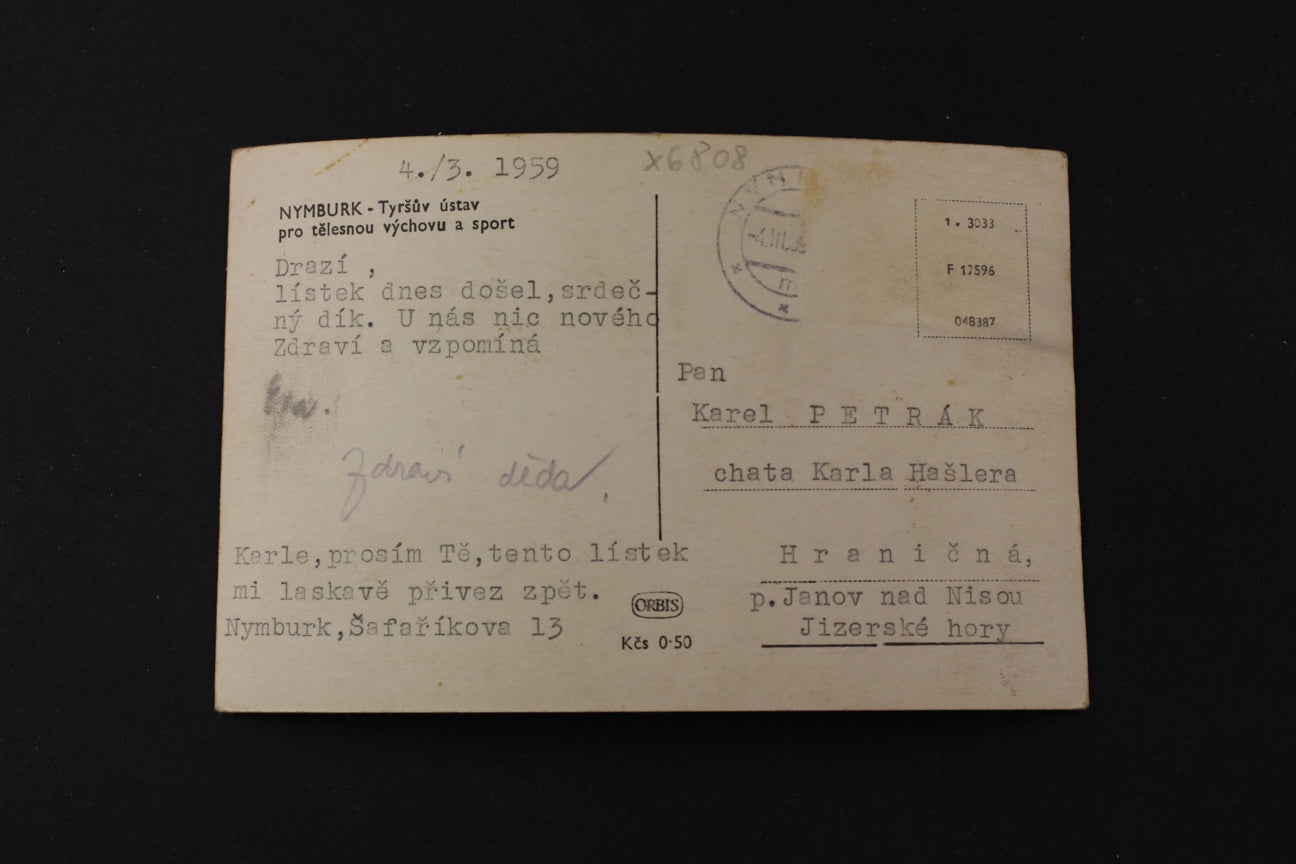 4./3. 1959
x6808
NYMBURK - Tyršův ústav
pro tělesnou výchovu a sport
Drazí ,
lístek dnes došel,srdeč-
ný dík. U nás nic nového
Zdraví a vzpomíná
Zdraví děda,
Karle,prosím Tě,tento lístek
mi laskavě přivez zpět.
Nymburk,Šafaříkova 13
ORBIS
Kčs 0·50
-4.III.
1 - 3033
F 17596
048387
Pan
Karel P E T R Á K
chata Karla Hašlera
H r a n i č n á,
p.Janov nad Nisou
Jizerské hory